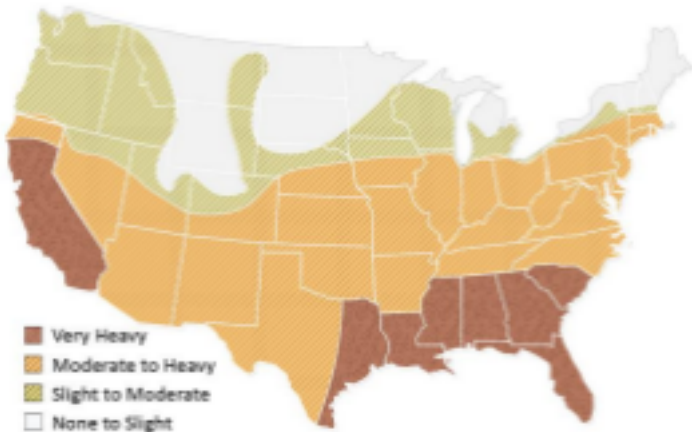 Very Heavy
Moderate to Heavy
Slight to Moderate
None to Slight